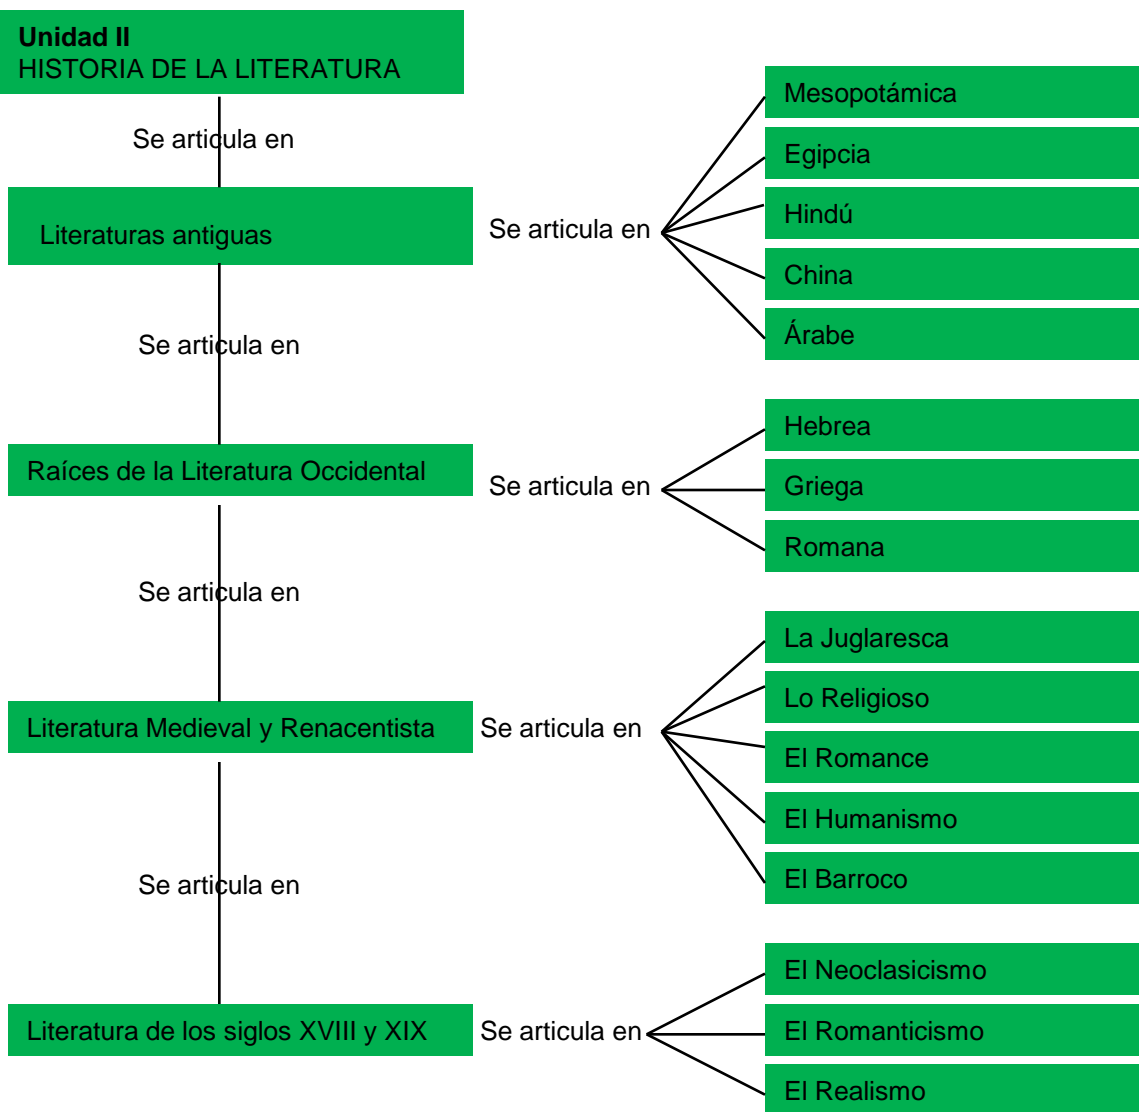 Unidad II
HISTORIA DE LA LITERATURA
Se articula en
Literaturas antiguas
Se articula en
Mesopotámica
Egipcia
Hindú
China
Árabe
Se articula en
Raíces de la Literatura Occidental
Se articula en
Hebrea
Griega
Romana
Se articula en
Literatura Medieval y Renacentista
Se articula en
La Juglaresca
Lo Religioso
El Romance
El Humanismo
El Barroco
Se articula en
Literatura de los siglos XVIII y XIX
Se articula en
El Neoclasicismo
El Romanticismo
El Realismo